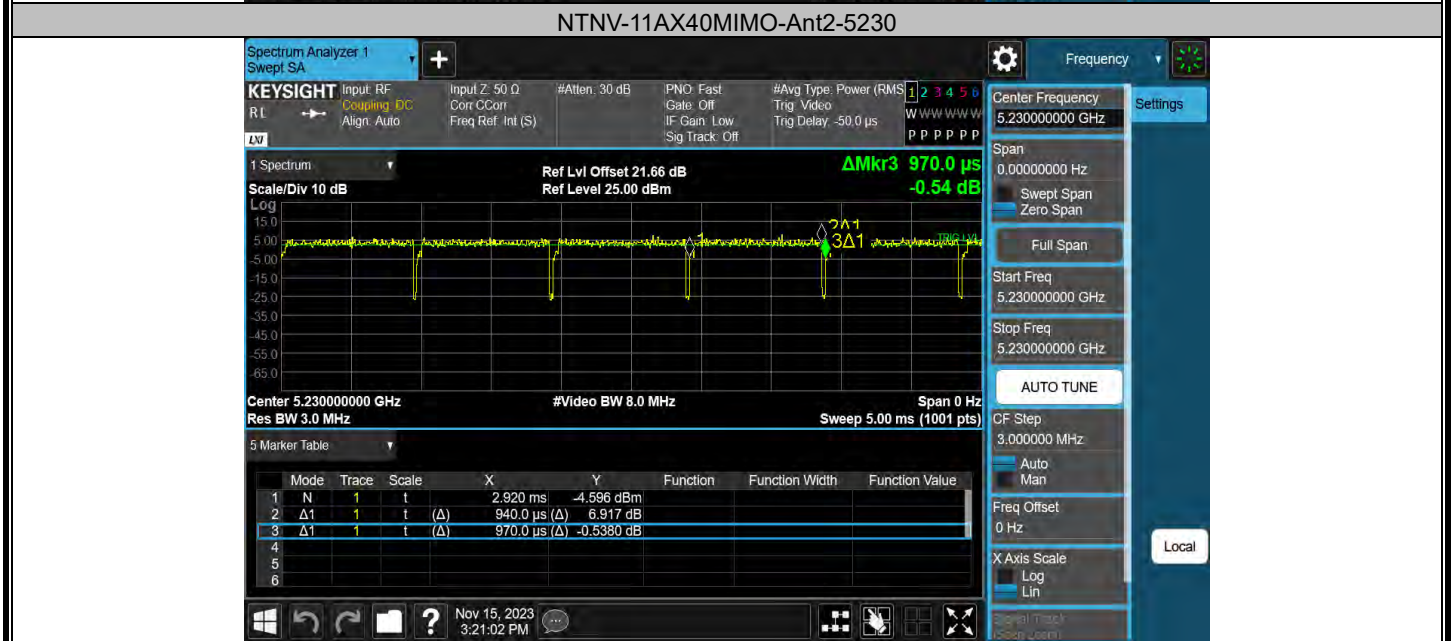 NTNV-11AX40MIMO-Ant2-5230
Spectrum Analyzer 1
Swept SA
+
Frequency
KEYSIGHT
RL
LXI
Input: RF
Coupling: DC
Align: Auto
Input Z: 50 Ω
Corr CCorr
Freq Ref: Int (S)
#Atten: 30 dB
PNO: Fast
Gate: Off
IF Gain: Low
Sig Track: Off
#Avg Type: Power (RMS
Trig: Video
Trig Delay: -50.0 µs
1 2 3 4 5 6
W W W W W W
P P P P P P
Center Frequency
5.230000000 GHz
Settings
Span
0.00000000 Hz
Swept Span
Zero Span
Full Span
Start Freq
5.230000000 GHz
Stop Freq
5.230000000 GHz
AUTO TUNE
CF Step
3.000000 MHz
Auto
Man
Freq Offset
0 Hz
X Axis Scale
Log
Lin
Local
1 Spectrum
Scale/Div 10 dB
Ref Lvl Offset 21.66 dB
Ref Level 25.00 dBm
ΔMkr3 970.0 µs
-0.54 dB
Log
15.0
5.00
-5.00
-15.0
-25.0
-35.0
-45.0
-55.0
-65.0
1
2Δ1
3Δ1
TRIG LVL
Center 5.230000000 GHz
#Video BW 8.0 MHz
Span 0 Hz
Res BW 3.0 MHz
Sweep 5.00 ms (1001 pts)
5 Marker Table
Mode Trace Scale X Y Function Function Width Function Value
1 N 1 t 2.920 ms -4.596 dBm
2 Δ1 1 t (Δ) 940.0 µs (Δ) 6.917 dB
3 Δ1 1 t (Δ) 970.0 µs (Δ) -0.5380 dB
4
5
6
?
Nov 15, 2023
3:21:02 PM